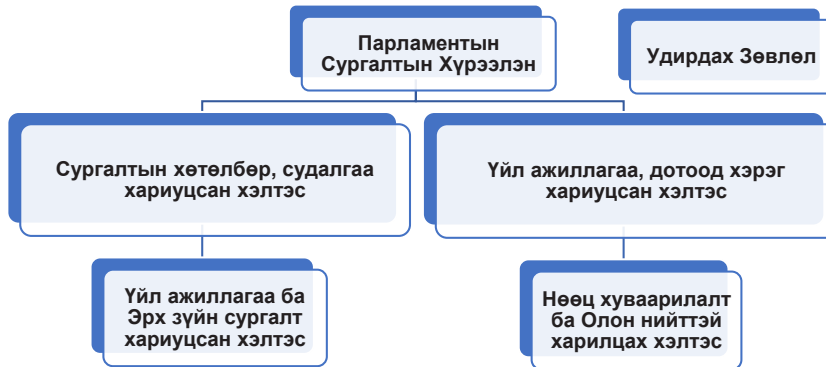 Парламентын
Сургалтын Хүрээлэн
Удирдах Зөвлөл
Сургалтын хөтөлбөр, судалгаа
хариуцсан хэлтэс
Үйл ажиллагаа, дотоод хэрэг
хариуцсан хэлтэс
Үйл ажиллагаа ба
Эрх зүйн сургалт
хариуцсан хэлтэс
Нөөц хуваарилалт
ба Олон нийттэй
харилцах хэлтэс